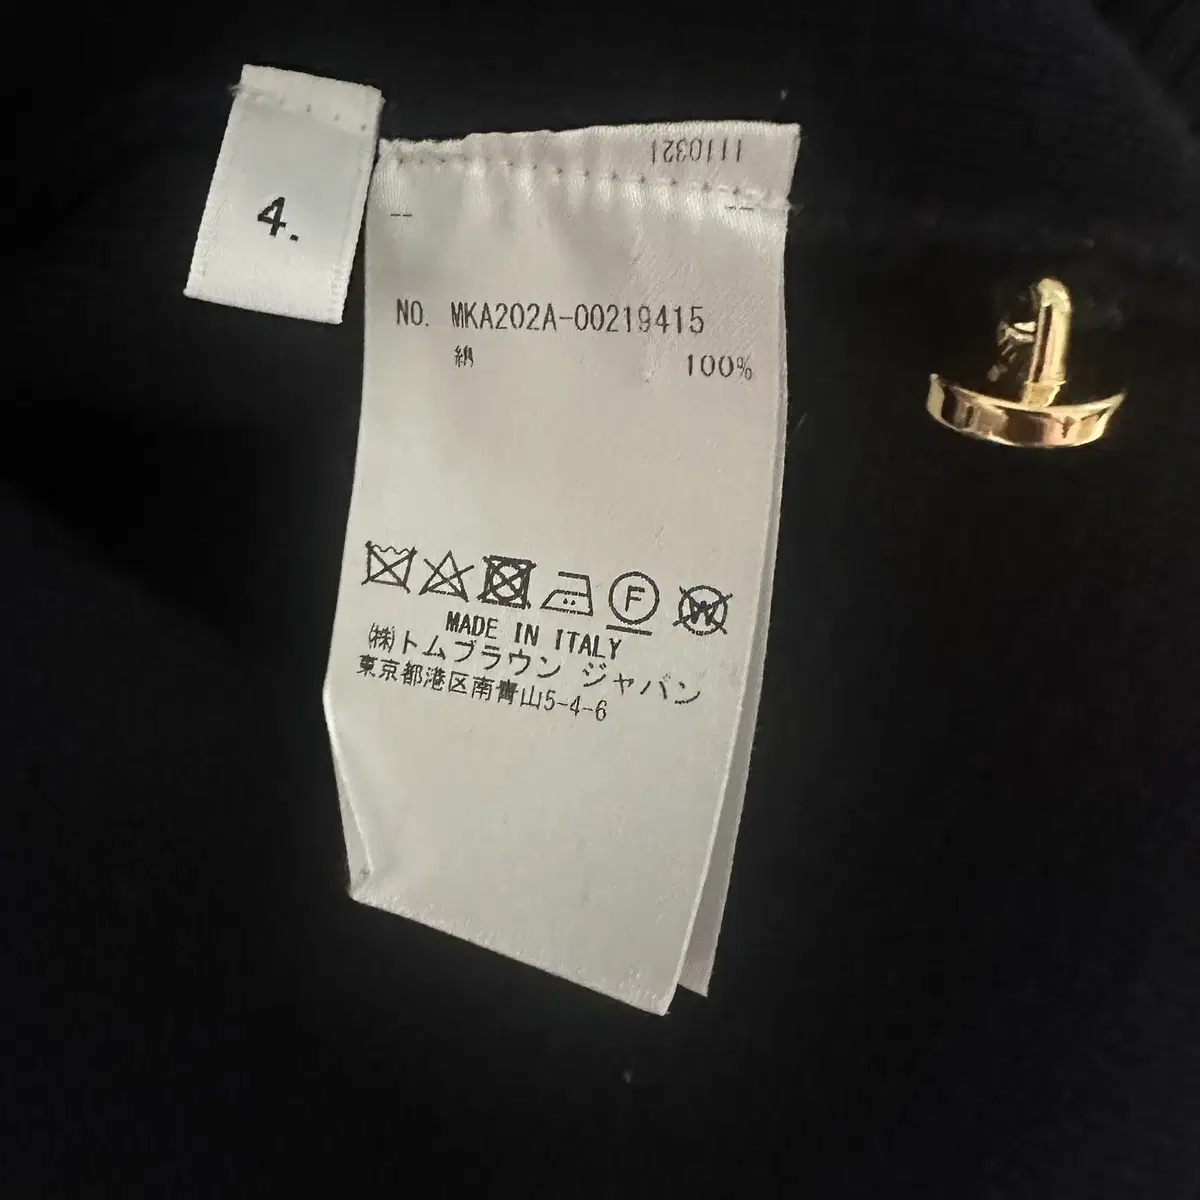 1110321
4.
NO. MKA202A-00219415
100%
F
W
MADE IN ITALY
(株)トムブラウン ジャパン
東京都港区南青山5-4-6